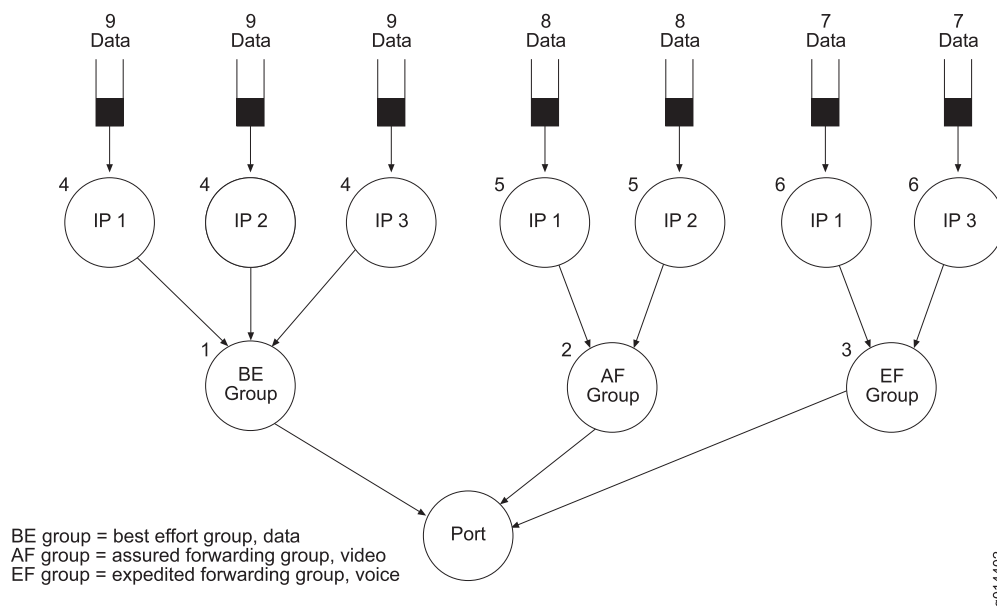 9 9 9 8 8 7 7
Data Data Data Data Data Data Data
4 4 4 5 5 6 6
IP 1 IP 2 IP 3 IP 1 IP 2 IP 1 IP 3
1 2 3
BE AF EF
Group Group Group
Port
BE group = best effort group, data
AF group = assured forwarding group, video
EF group = expedited forwarding group, voice